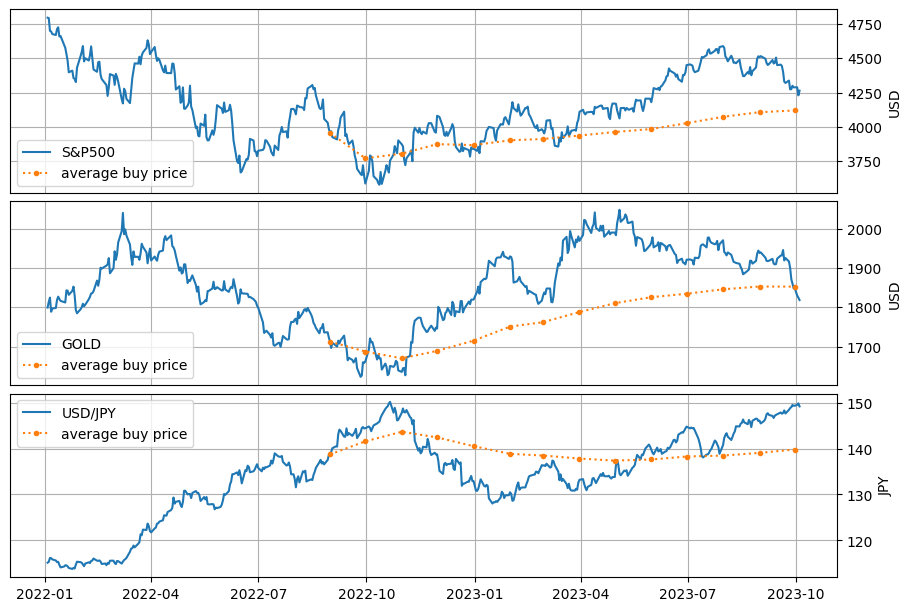 4750
4500
4250
4000
3750
USD
S&P500
average buy price
2000
1900
1800
1700
USD
GOLD
average buy price
150
140
130
120
JPY
USD/JPY
average buy price
2022-01 2022-04 2022-07 2022-10 2023-01 2023-04 2023-07 2023-10